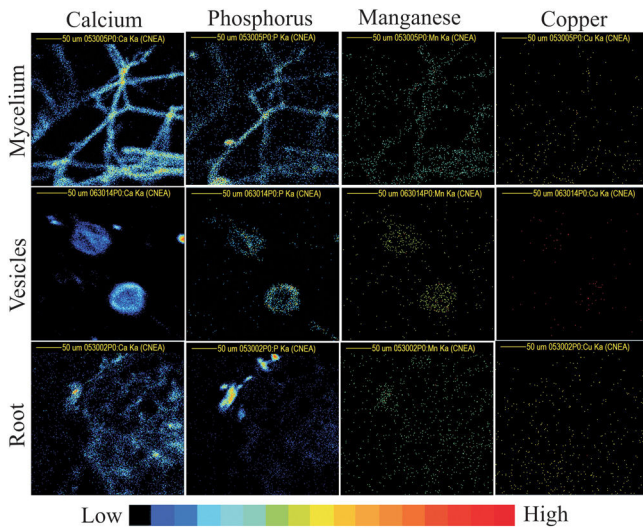 Calcium Phosphorus Manganese Copper
Mycelium
50 um 053005P0:Ca Ka (CNEA) 50 um 053005P0:P Ka (CNEA) 50 um 053005P0:Mn Ka (CNEA) 50 um 053005P0:Cu Ka (CNEA)
Vesicles
50 um 063014P0:Ca Ka (CNEA) 50 um 063014P0:P Ka (CNEA) 50 um 063014P0:Mn Ka (CNEA) 50 um 063014P0:Cu Ka (CNEA)
Root
50 um 053002P0:Ca Ka (CNEA) 50 um 053002P0:P Ka (CNEA) 50 um 053002P0:Mn Ka (CNEA) 50 um 053002P0:Cu Ka (CNEA)
Low High